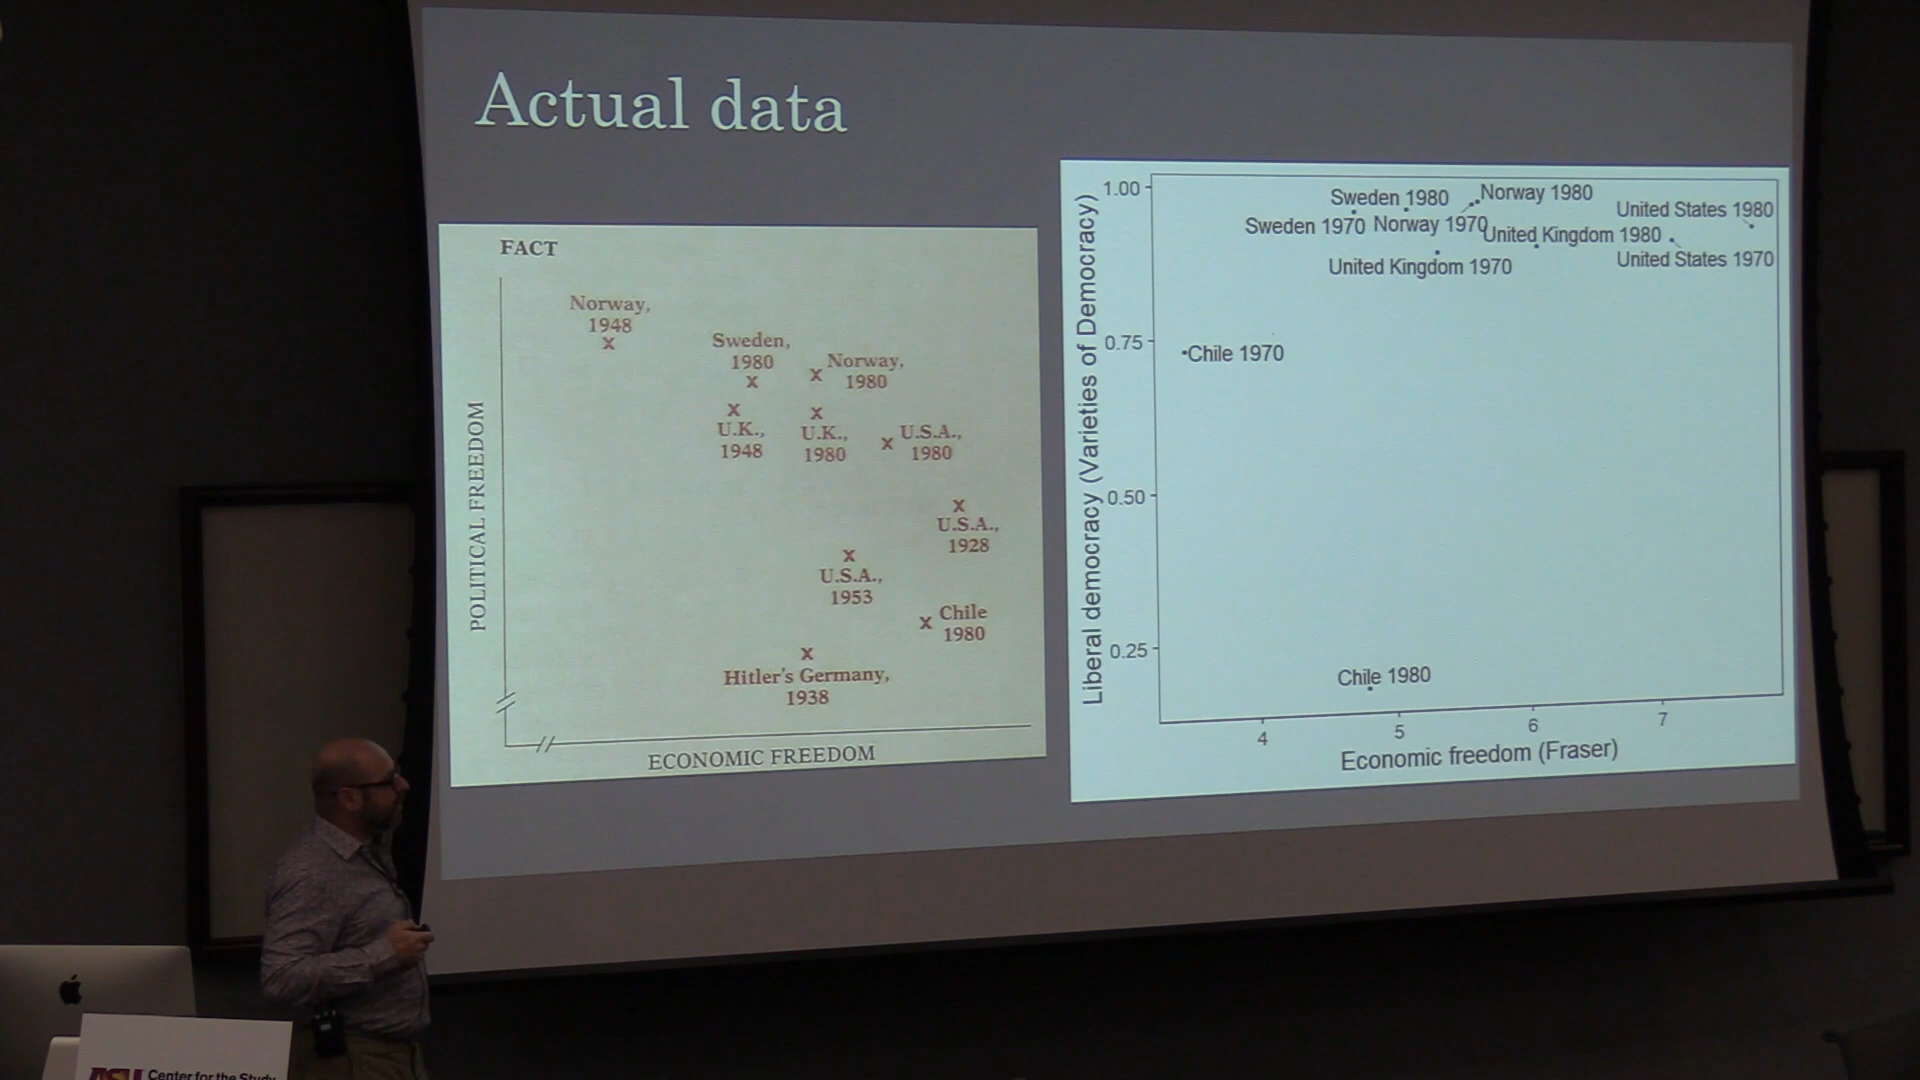 Actual data
FACT
Norway,
1948
x
Sweden,
1980
x
x Norway,
1980
x
U.K.,
1948
x
U.K.,
1980
x U.S.A.,
1980
x
U.S.A.,
1928
x
U.S.A.,
1953
x Chile
1980
x
Hitler's Germany,
1938
POLITICAL FREEDOM
ECONOMIC FREEDOM
Liberal democracy (Varieties of Democracy)
1.00
0.75
0.50
0.25
Sweden 1980
Norway 1980
United States 1980
Sweden 1970
Norway 1970
United Kingdom 1980
United Kingdom 1970
United States 1970
Chile 1970
Chile 1980
4
5
6
7
Economic freedom (Fraser)
ASU Center for the Study